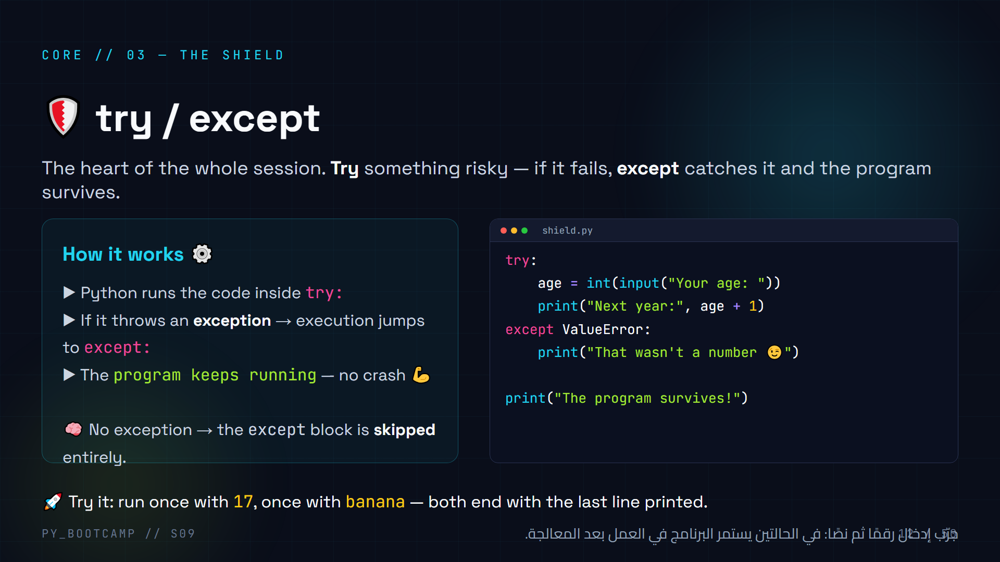 CORE // 03 — THE SHIELD
🛡️ try / except
The heart of the whole session. Try something risky — if it fails, except catches it and the program
survives.
How it works ⚙️
▶ Python runs the code inside try:
▶ If it throws an exception → execution jumps
to except:
▶ The program keeps running — no crash 💪
🧠 No exception → the except block is skipped
entirely.
shield.py
try:
    age = int(input("Your age: "))
    print("Next year:", age + 1)
except ValueError:
    print("That wasn't a number 😉")
print("The program survives!")
🚀 Try it: run once with 17, once with banana — both end with the last line printed.
PY_BOOTCAMP // S09
جرّب إدخال رقمًا ثم نصًا: في الحالتين يستمر البرنامج في العمل بعد المعالجة.